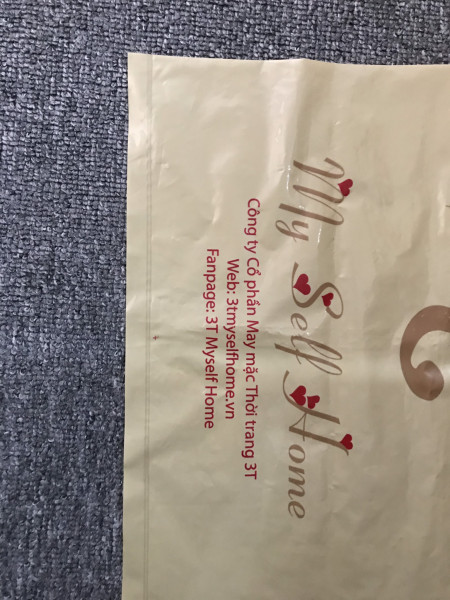 My Self Home
Công ty Cổ phần May mặc Thời trang 3T
Web: 3tmyselfhome.vn
Fanpage: 3T Myself Home